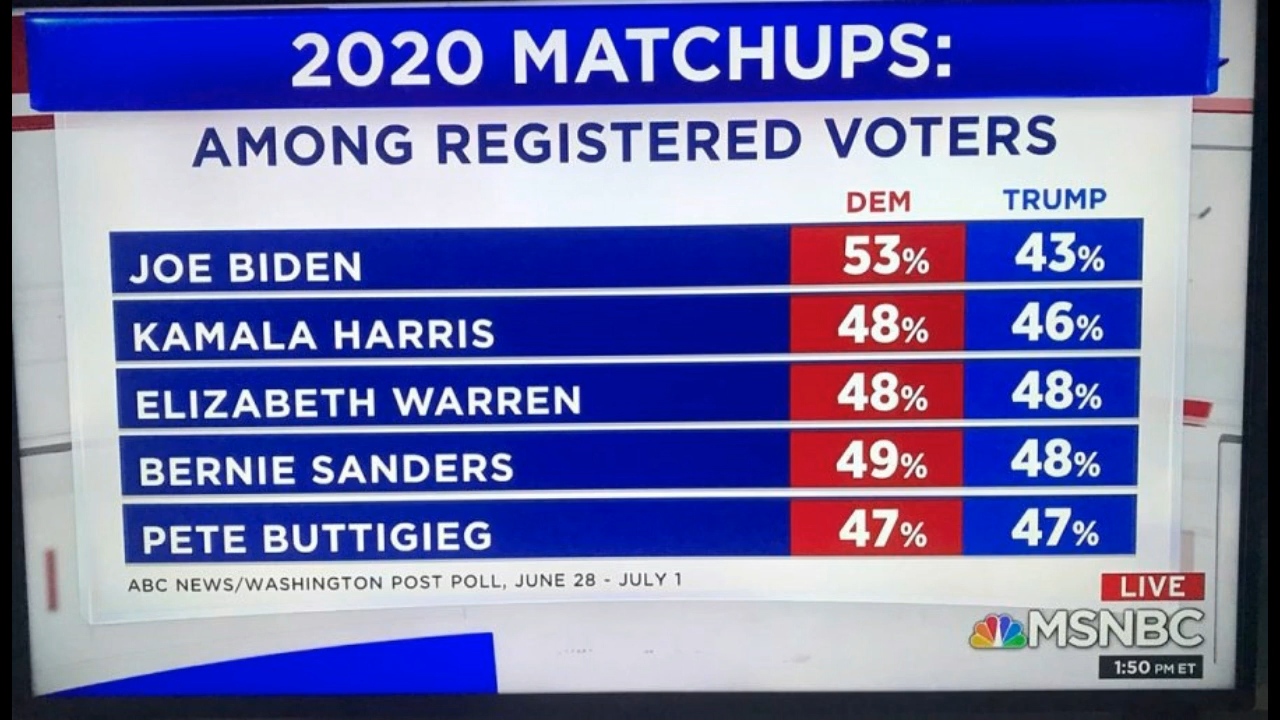 2020 MATCHUPS:
AMONG REGISTERED VOTERS
DEM TRUMP
JOE BIDEN 53% 43%
KAMALA HARRIS 48% 46%
ELIZABETH WARREN 48% 48%
BERNIE SANDERS 49% 48%
PETE BUTTIGIEG 47% 47%
ABC NEWS/WASHINGTON POST POLL, JUNE 28 - JULY 1
LIVE
MSNBC
1:50 PM ET